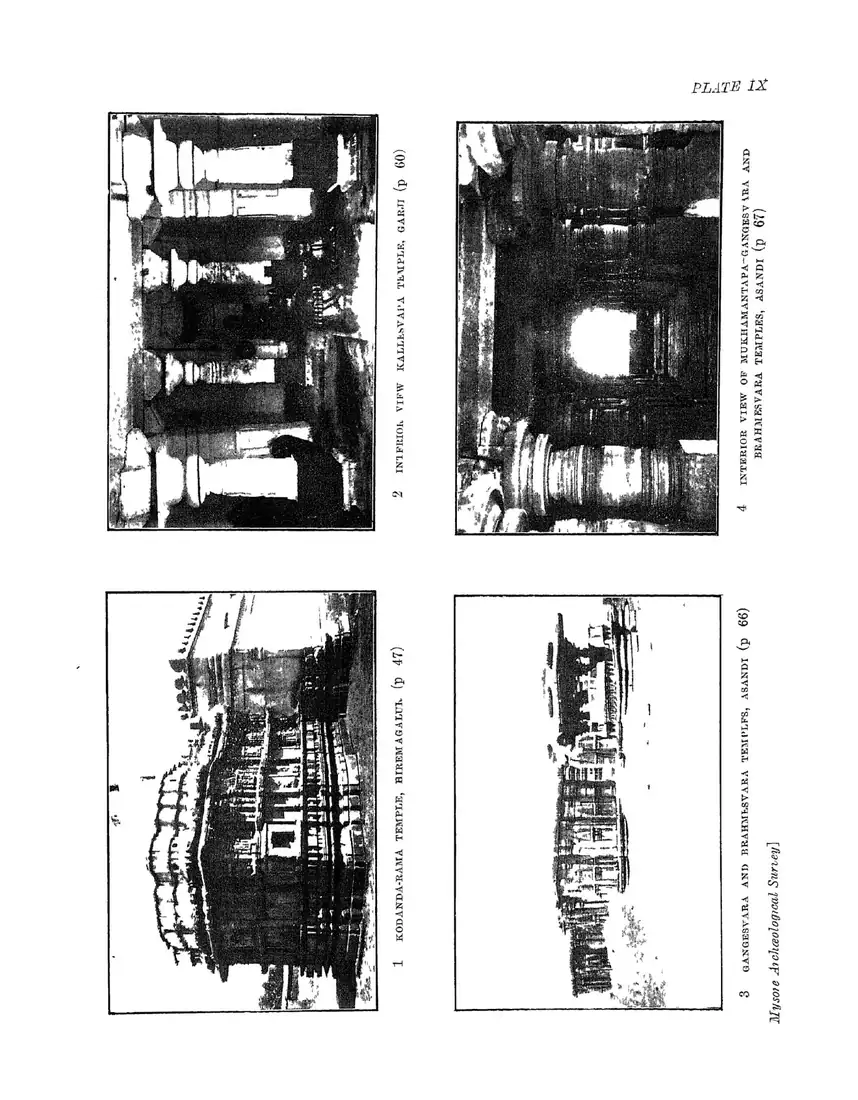 PLATE IX
1 KODANDA-RAMA TEMPLE, HIREMAGALUR (p 47)
2 INTERIOR VIEW KALLESVARA TEMPLE, GARJI (p 60)
3 GANGESVARA AND BRAHMESVARA TEMPLES, ASANDI (p 66)
4 INTERIOR VIEW OF MUKHAMANTAPA-GANGESVARA AND
BRAHMESVARA TEMPLES, ASANDI (p 67)
Mysore Archæological Survey]